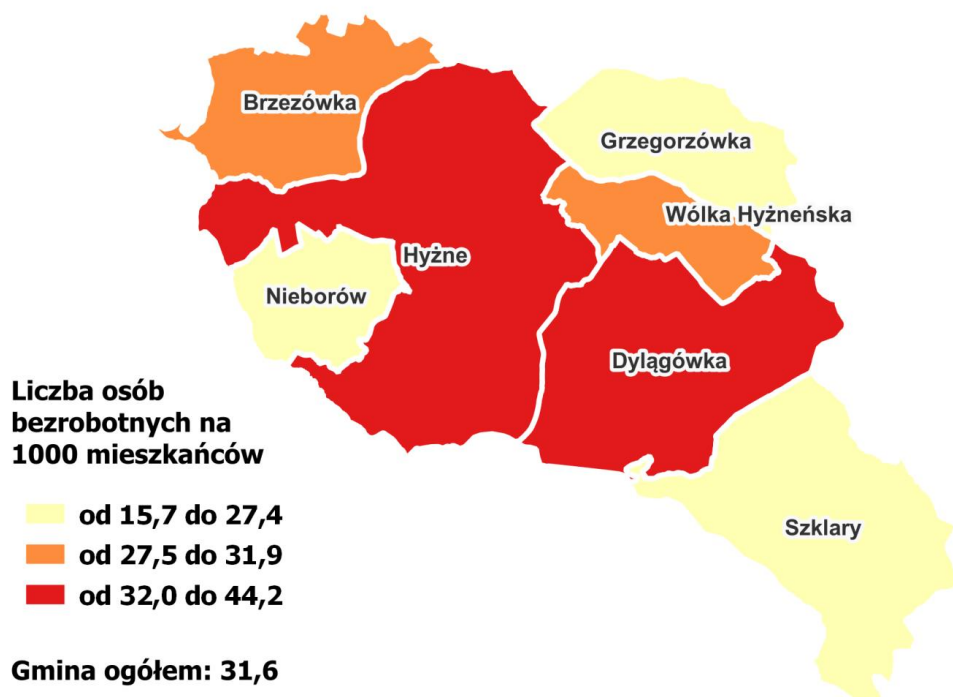 Brzezówka
Grzegorzówka
Wólka Hyżneńska
Hyżne
Nieborów
Dylągówka
Szklary
Liczba osób
bezrobotnych na
1000 mieszkańców
od 15,7 do 27,4
od 27,5 do 31,9
od 32,0 do 44,2
Gmina ogółem: 31,6